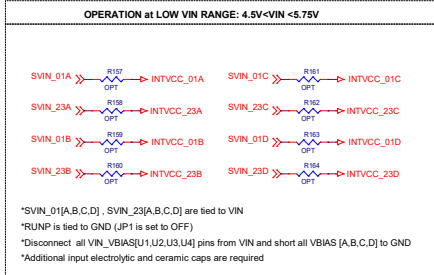 OPERATION at LOW VIN RANGE: 4.5V<VIN <5.75V
SVIN_01A R157 OPT INTVCC_01A
SVIN_01C R161 OPT INTVCC_01C
SVIN_23A R158 OPT INTVCC_23A
SVIN_23C R162 OPT INTVCC_23C
SVIN_01B R159 OPT INTVCC_01B
SVIN_01D R163 OPT INTVCC_01D
SVIN_23B R160 OPT INTVCC_23B
SVIN_23D R164 OPT INTVCC_23D
*SVIN_01[A,B,C,D] , SVIN_23[A,B,C,D] are tied to VIN
*RUNP is tied to GND (JP1 is set to OFF)
*Disconnect all VIN_VBIAS[U1,U2,U3,U4] pins from VIN and short all VBIAS [A,B,C,D] to GND
*Additional input electrolytic and ceramic caps are required